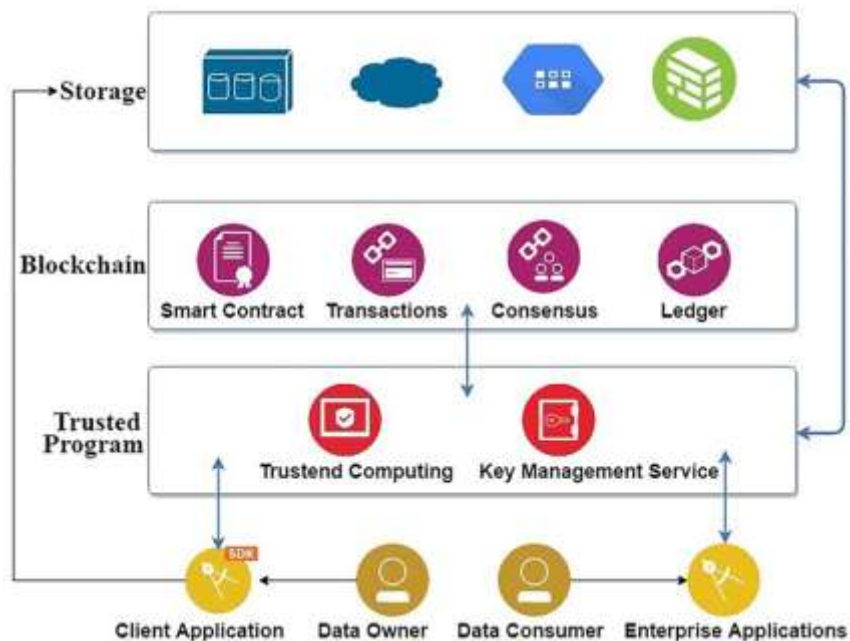 Storage
Blockchain
Smart Contract
Transactions
Consensus
Ledger
Trusted
Program
Trustend Computing
Key Management Service
SDK
Client Application
Data Owner
Data Consumer
Enterprise Applications